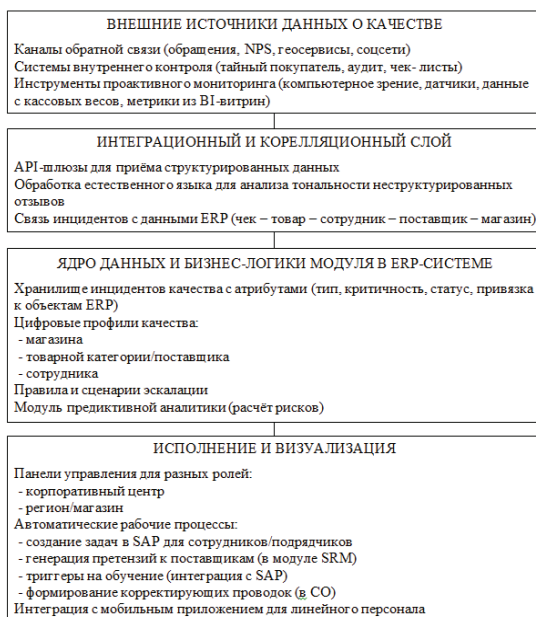 ВНЕШНИЕ ИСТОЧНИКИ ДАННЫХ О КАЧЕСТВЕ
Каналы обратной связи (обращения, NPS, геосервисы, соцсети)
Системы внутреннего контроля (тайный покупатель, аудит, чек- листы)
Инструменты проактивного мониторинга (компьютерное зрение, датчики, данные
с кассовых весов, метрики из BI-витрин)
ИНТЕГРАЦИОННЫЙ И КОРЕЛЛЯЦИОННЫЙ СЛОЙ
API-шлюзы для приёма структурированных данных
Обработка естественного языка для анализа тональности неструктурированных
отзывов
Связь инцидентов с данными ERP (чек – товар – сотрудник – поставщик – магазин)
ЯДРО ДАННЫХ И БИЗНЕС-ЛОГИКИ МОДУЛЯ В ERP-СИСТЕМЕ
Хранилище инцидентов качества с атрибутами (тип, критичность, статус, привязка
к объектам ERP)
Цифровые профили качества:
- магазина
- товарной категории/поставщика
- сотрудника
Правила и сценарии эскалации
Модуль предиктивной аналитики (расчёт рисков)
ИСПОЛНЕНИЕ И ВИЗУАЛИЗАЦИЯ
Панели управления для разных ролей:
- корпоративный центр
- регион/магазин
Автоматические рабочие процессы:
- создание задач в SAP для сотрудников/подрядчиков
- генерация претензий к поставщикам (в модуле SRM)
- триггеры на обучение (интеграция с SAP)
- формирование корректирующих проводок (в CO)
Интеграция с мобильным приложением для линейного персонала